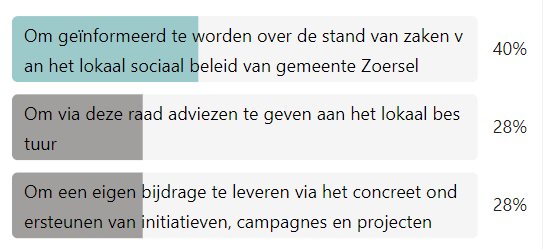 Om geïnformeerd te worden over de stand van zaken v
an het lokaal sociaal beleid van gemeente Zoersel
40%
Om via deze raad adviezen te geven aan het lokaal bes
tuur
28%
Om een eigen bijdrage te leveren via het concreet ond
ersteunen van initiatieven, campagnes en projecten
28%